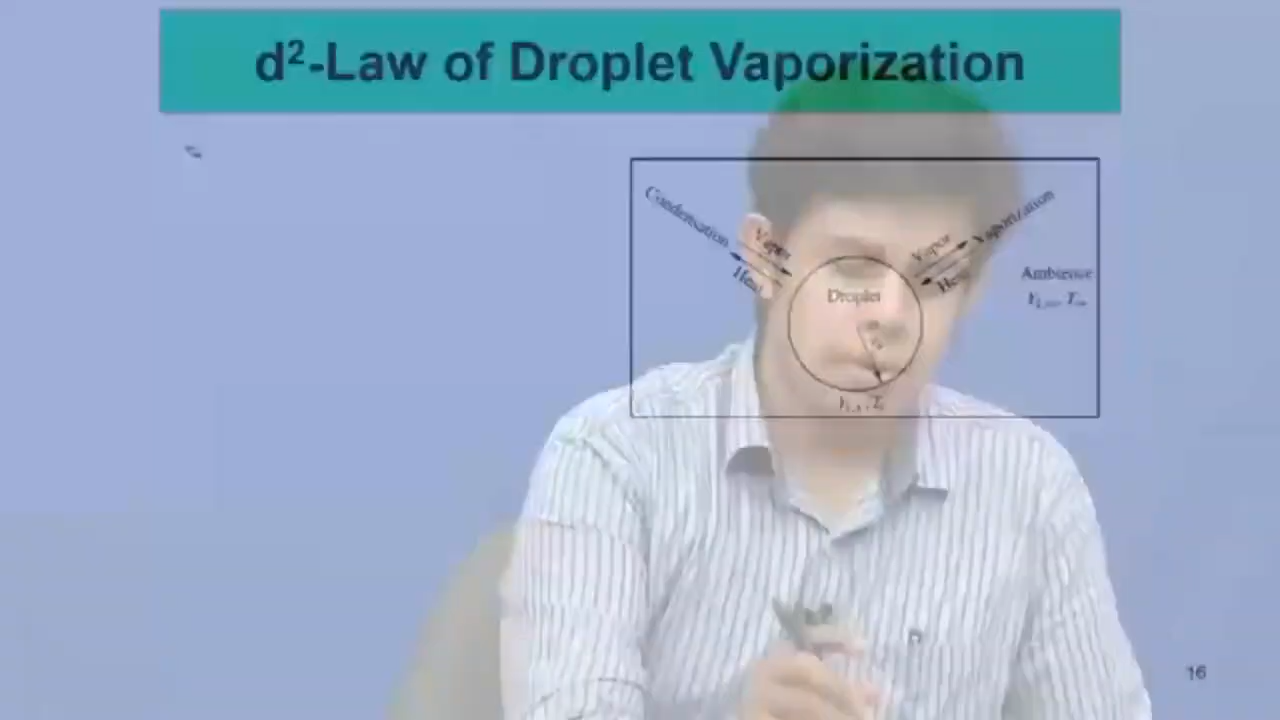 d²-Law of Droplet Vaporization
Condensation
Vapor
Heat
Vapor
Heat
Vaporization
Droplet
Ambience
16